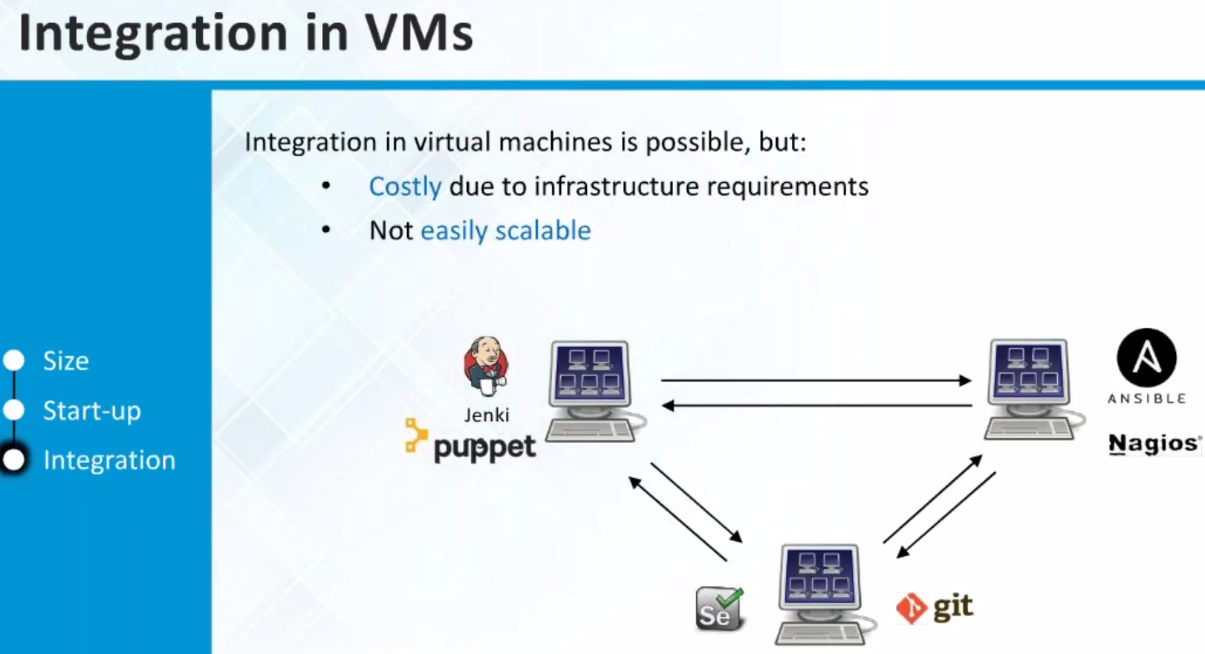 Integration in VMs
Integration in virtual machines is possible, but:
• Costly due to infrastructure requirements
• Not easily scalable
Size
Start-up
Integration
Jenki
puppet
ANSIBLE
Nagios®
Se
git